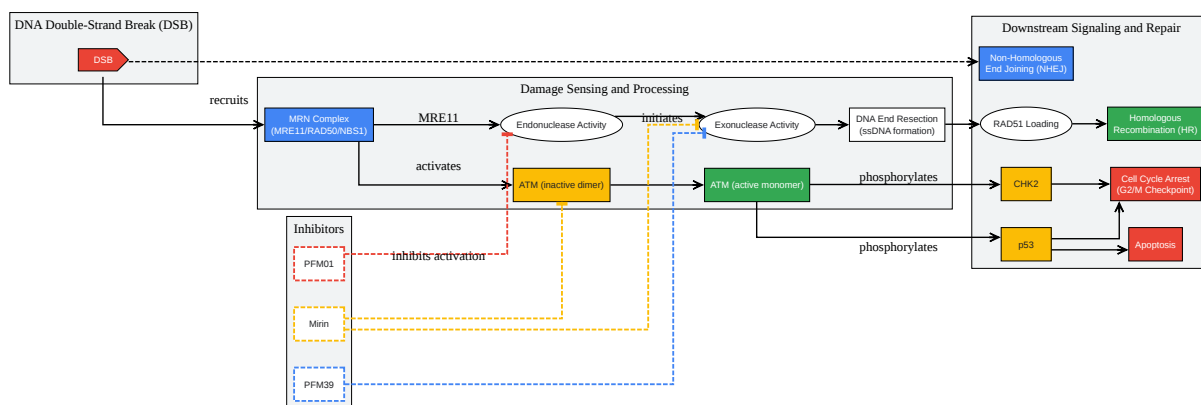 DNA Double-Strand Break (DSB)
DSB
recruits
Damage Sensing and Processing
MRN Complex
(MRE11/RAD50/NBS1)
MRE11
Endonuclease Activity
initiates
Exonuclease Activity
DNA End Resection
(ssDNA formation)
activates
ATM (inactive dimer)
ATM (active monomer)
phosphorylates
phosphorylates
Downstream Signaling and Repair
Non-Homologous
End Joining (NHEJ)
RAD51 Loading
Homologous
Recombination (HR)
CHK2
Cell Cycle Arrest
(G2/M Checkpoint)
p53
Apoptosis
Inhibitors
PFM01
inhibits activation
Mirin
PFM39